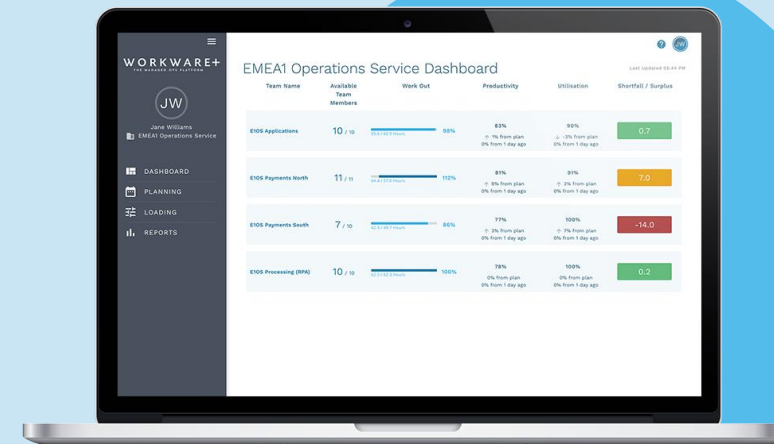 WORKWARE+
THE MANAGER OPS PLATFORM
JW
Jane Williams
EMEA1 Operations Service
DASHBOARD
PLANNING
LOADING
REPORTS
? JW
EMEA1 Operations Service Dashboard
Last Updated
Team Name Available Team Members Work Out Productivity Utilisation Shortfall / Surplus
E1OS Applications 10 / 10 98% 83% 90% 0.7
↑ 1% from plan ↓ -3% from plan
0% from 1 day ago 0% from 1 day ago
E1OS Payments North 11 / 11 112% 81% 91% 7.0
↑ 9% from plan ↑ 3% from plan
0% from 1 day ago 0% from 1 day ago
E1OS Payments South 7 / 10 86% 77% 100% -14.0
↑ 3% from plan ↑ 7% from plan
0% from 1 day ago 0% from 1 day ago
E1OS Processing (RPA) 10 / 10 100% 78% 100% 0.2
0% from plan 0% from plan
0% from 1 day ago 0% from 1 day ago